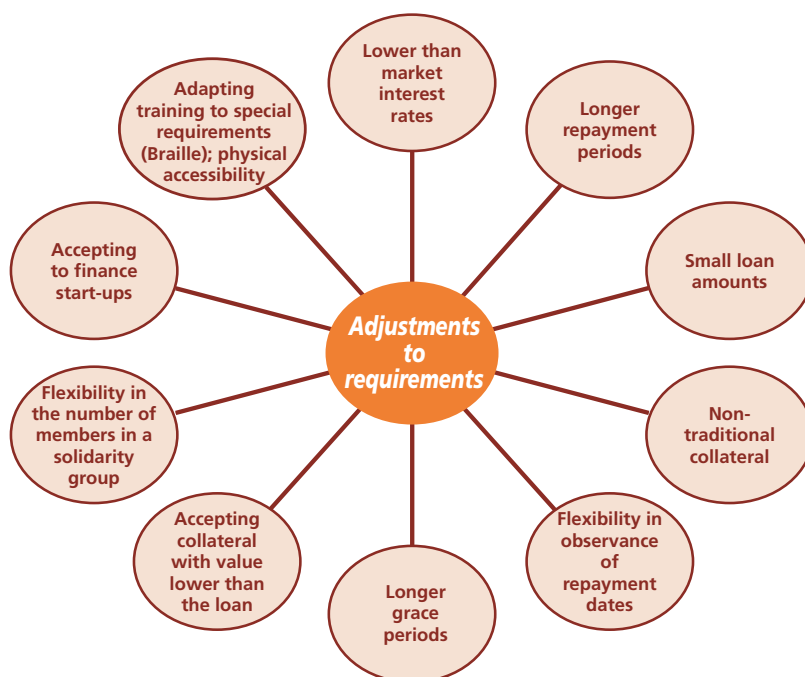 Lower than
market
interest
rates
Longer
repayment
periods
Small loan
amounts
Non-
traditional
collateral
Flexibility in
observance
of
repayment
dates
Longer
grace
periods
Accepting
collateral
with value
lower than
the loan
Flexibility in
the number of
members in a
solidarity
group
Accepting
to finance
start-ups
Adapting
training to special
requirements
(Braille); physical
accessibility
Adjustments
to
requirements